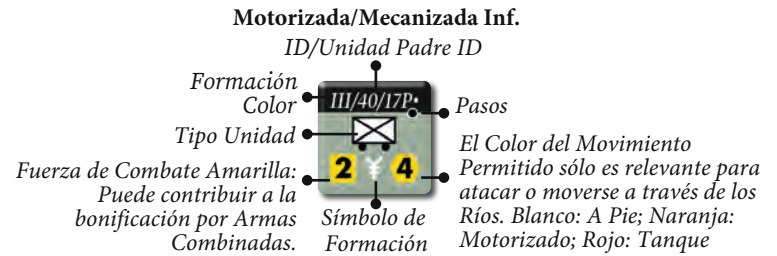 Motorizada/Mecanizada Inf.
ID/Unidad Padre ID
Formación
Color
III/40/17P•
Pasos
Tipo Unidad
Fuerza de Combate Amarilla:
Puede contribuir a la
bonificación por Armas
Combinadas.
2
4
Símbolo de
Formación
El Color del Movimiento
Permitido sólo es relevante para
atacar o moverse a través de los
Ríos. Blanco: A Pie; Naranja:
Motorizado; Rojo: Tanque